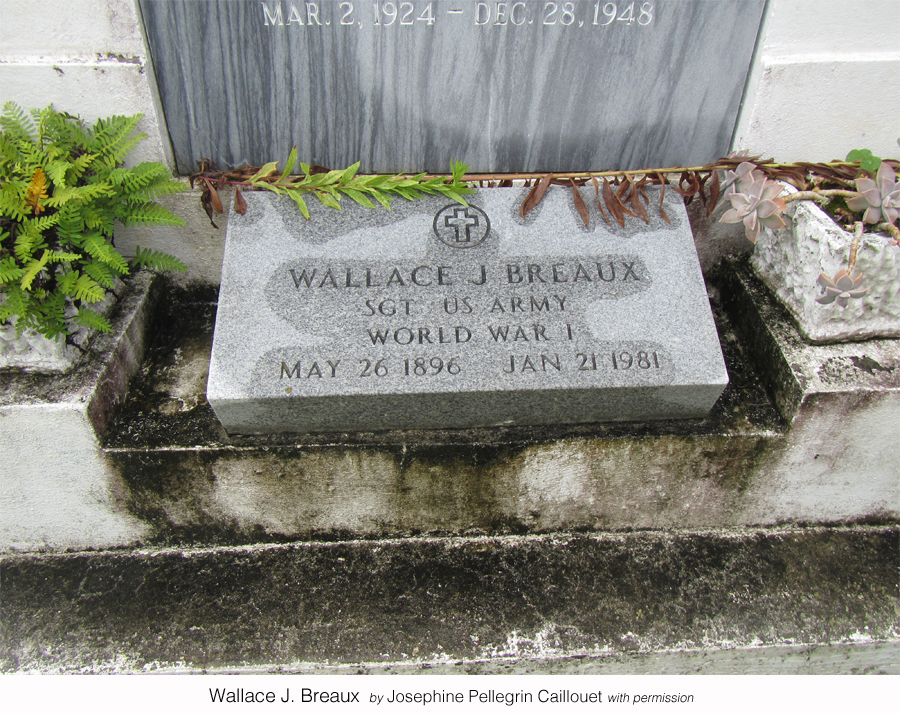 MAR. 2, 1924 – DEC. 28, 1948
WALLACE J BREAUX
SGT US ARMY
WORLD WAR I
MAY 26 1896 JAN 21 1981
Wallace J. Breaux by Josephine Pellegrin Caillouet with permission